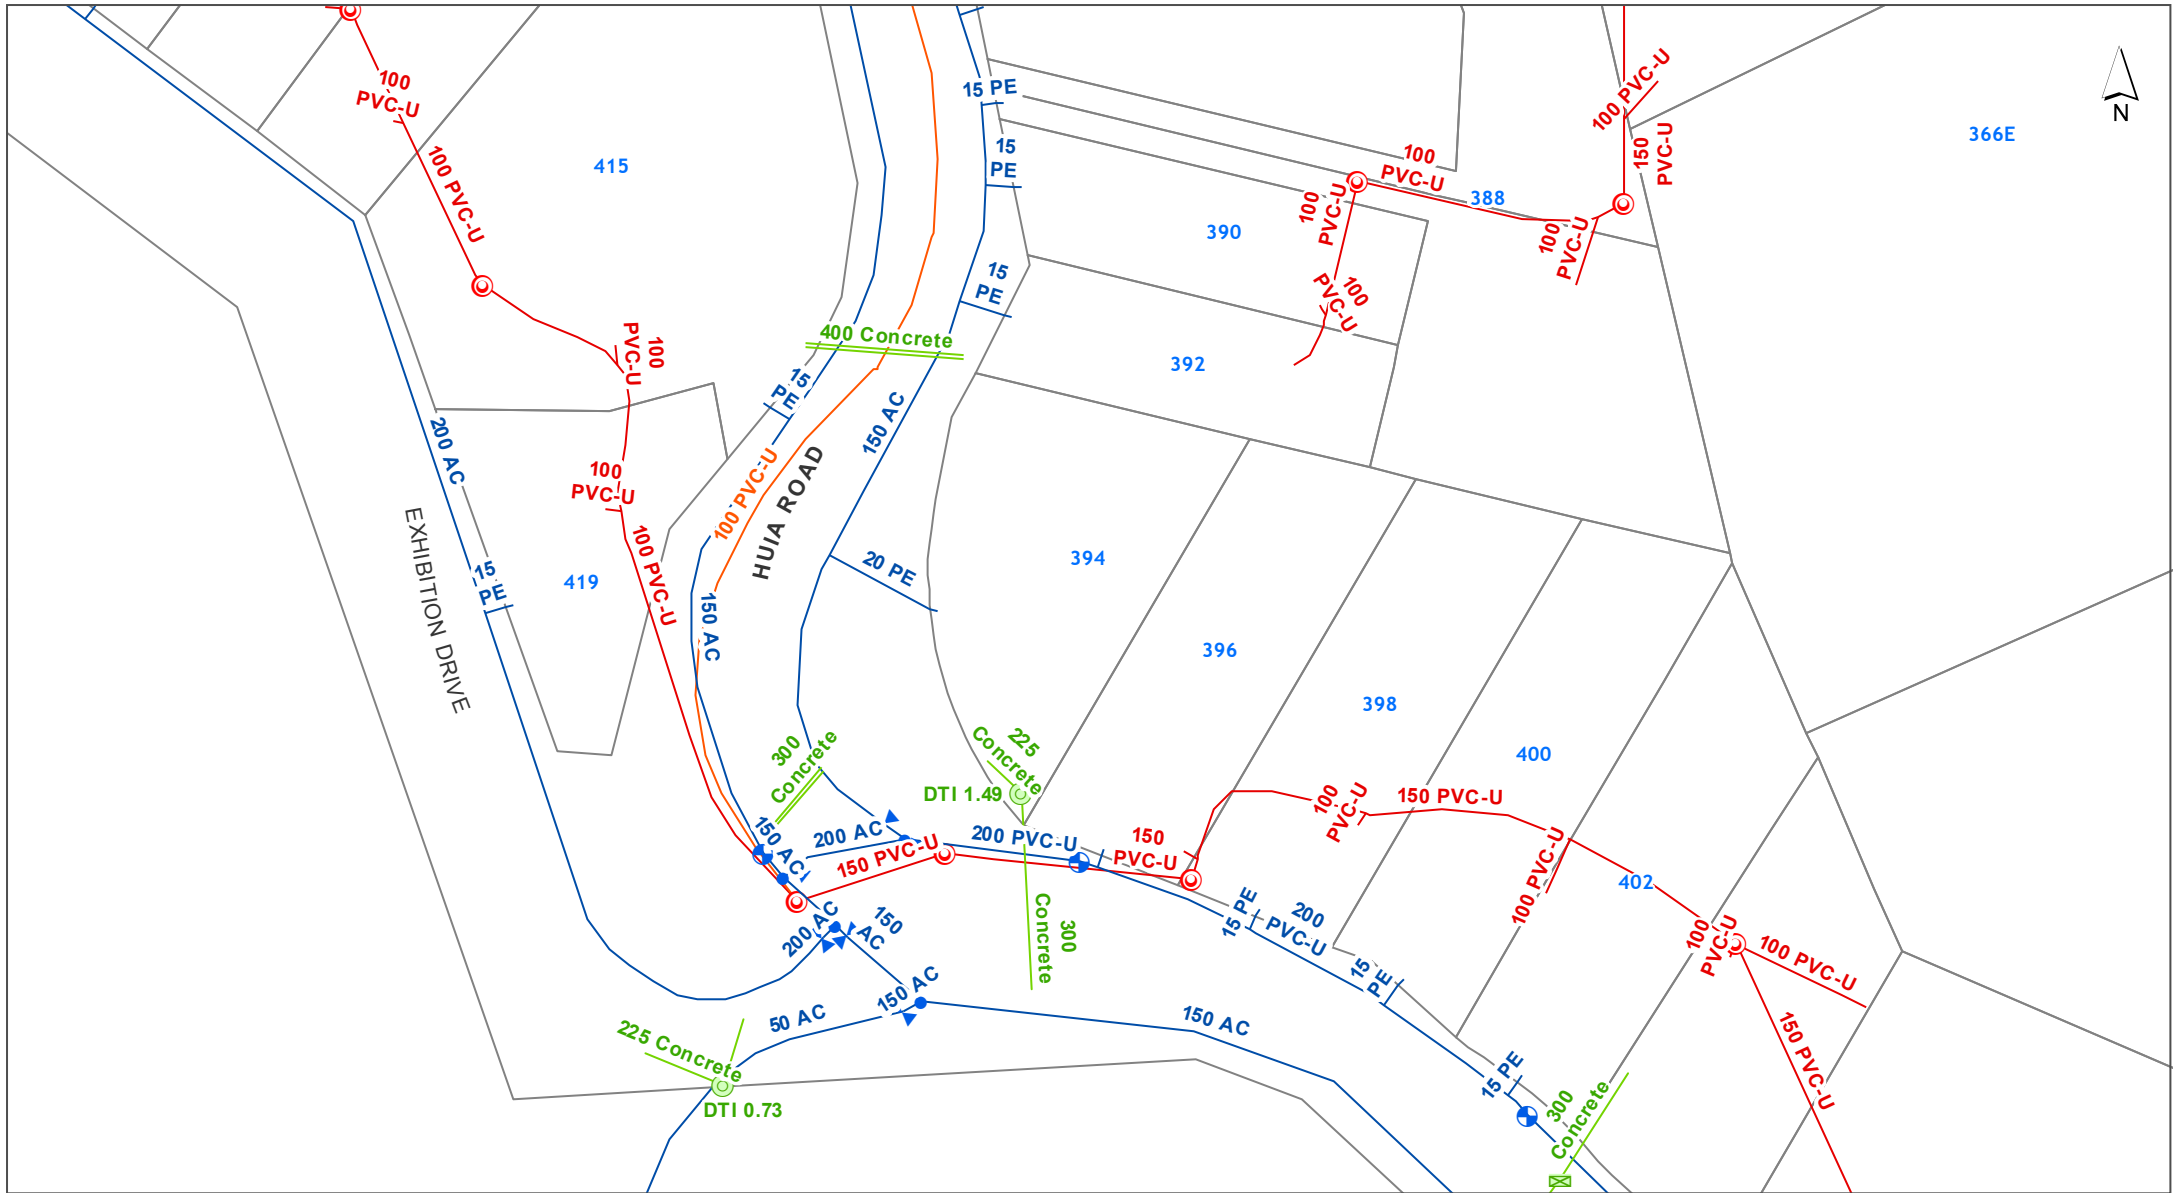 100
PVC-U
100 PVC-U
415
15 PE
15
PE
15
PE
100 PVC-U
150
PVC-U
366E
N
100
PVC-U
388
100
PVC-U
390
100
PVC-U
100
PVC-U
400 Concrete
392
100
PVC-U
15
PE
150 AC
200 AC
100
PVC-U
100 PVC-U
HUIA ROAD
EXHIBITION DRIVE
100 PVC-U
419
15
PE
150 AC
20 PE
394
396
398
400
402
300
Concrete
225
Concrete
DTI 1.49
150 AC
200 AC
150 PVC-U
200 PVC-U
150
PVC-U
100
PVC-U
150 PVC-U
100 PVC-U
100
PVC-U
100 PVC-U
150 PVC-U
200 AC
150
AC
300
Concrete
15 PE
200
PVC-U
15
PE
150 AC
50 AC
150 AC
15 PE
225 Concrete
DTI 0.73
300
Concrete